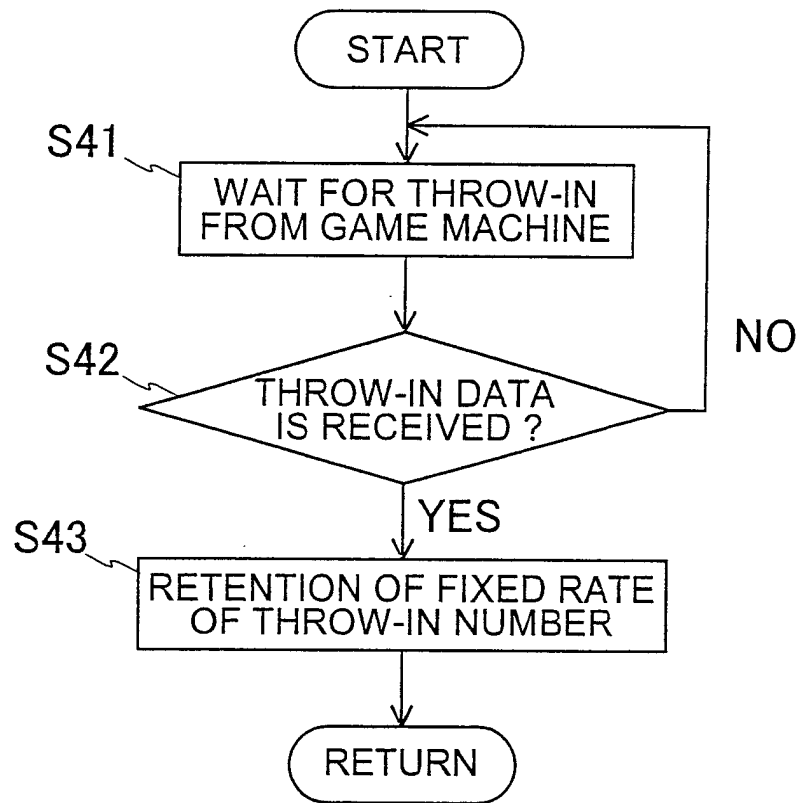 START
S41
WAIT FOR THROW-IN
FROM GAME MACHINE
NO
S42
THROW-IN DATA
IS RECEIVED ?
YES
S43
RETENTION OF FIXED RATE
OF THROW-IN NUMBER
RETURN